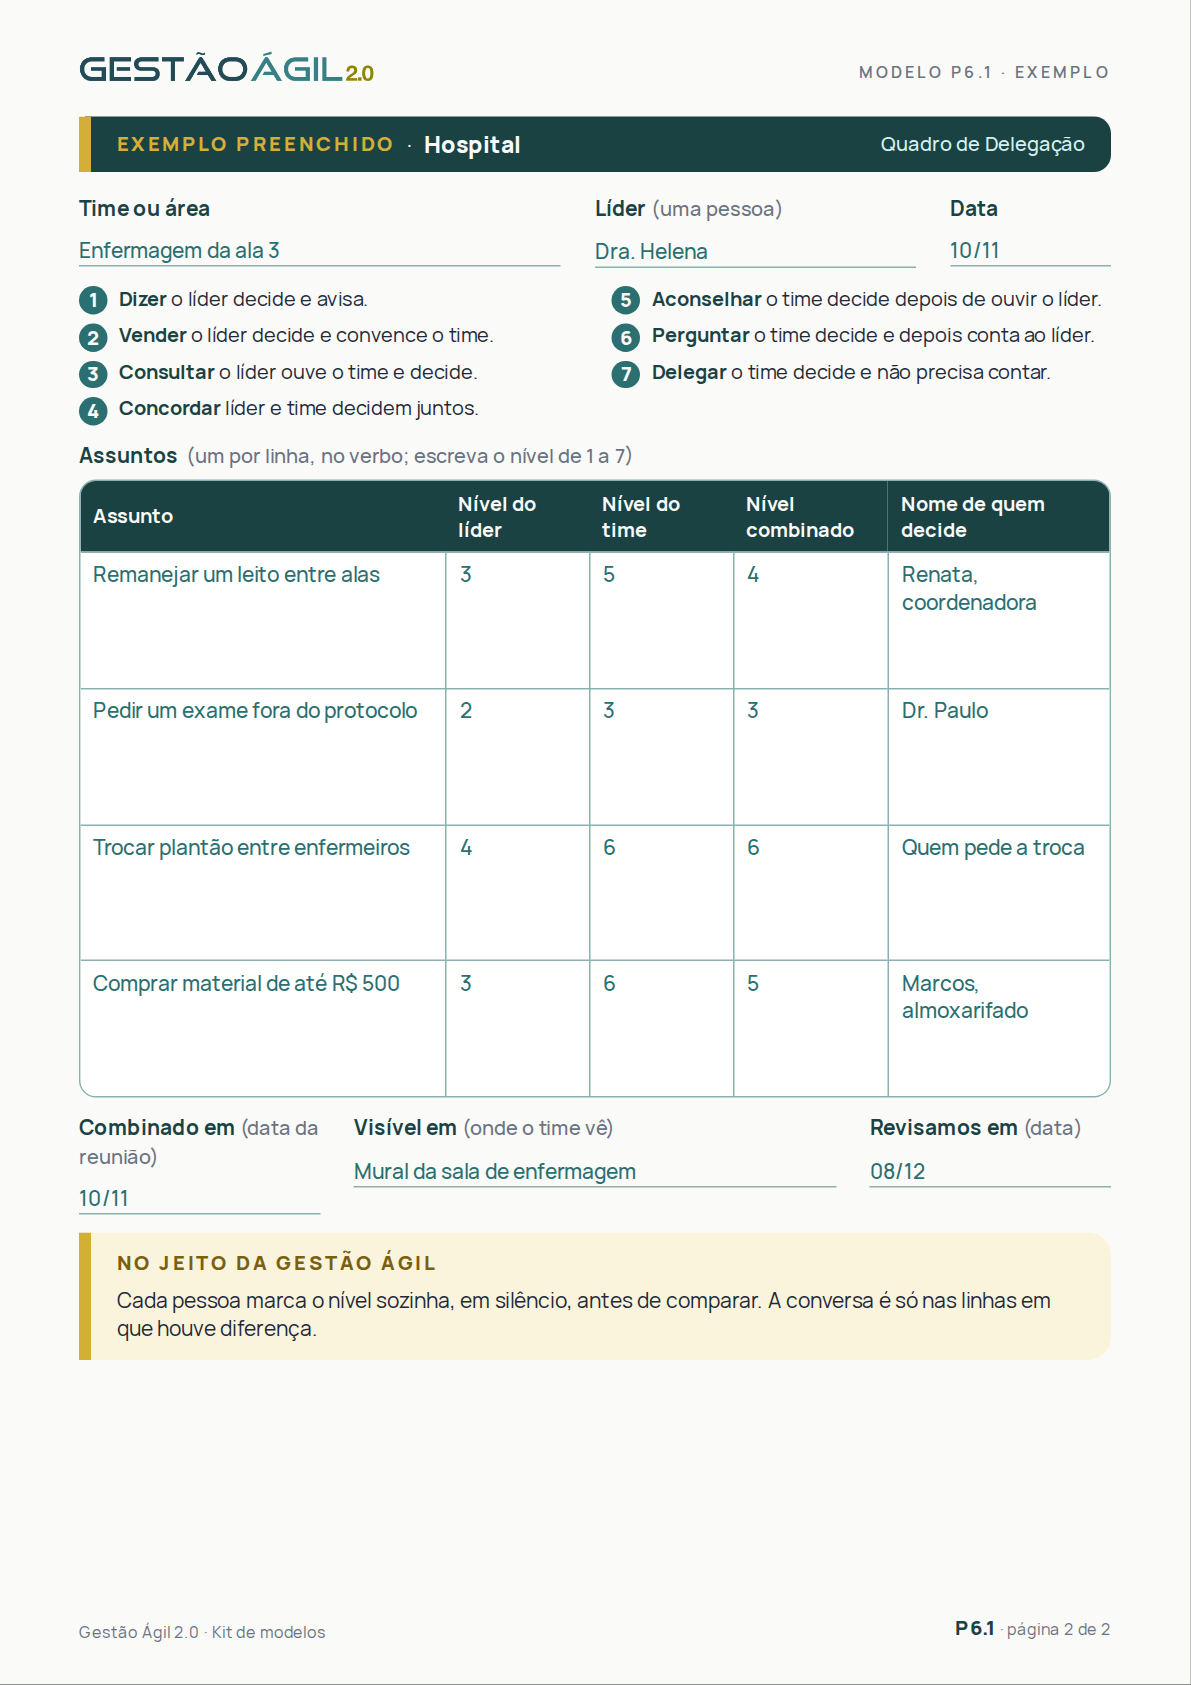 GESTÃOÁGIL2.0
MODELO P6.1 · EXEMPLO
EXEMPLO PREENCHIDO · Hospital
Quadro de Delegação
Time ou área
Líder (uma pessoa)
Data
Enfermagem da ala 3
Dra. Helena
10/11
1 Dizer o líder decide e avisa.
2 Vender o líder decide e convence o time.
3 Consultar o líder ouve o time e decide.
4 Concordar líder e time decidem juntos.
5 Aconselhar o time decide depois de ouvir o líder.
6 Perguntar o time decide e depois conta ao líder.
7 Delegar o time decide e não precisa contar.
Assuntos (um por linha, no verbo; escreva o nível de 1 a 7)
Assunto
Nível do
líder
Nível do
time
Nível
combinado
Nome de quem
decide
Remanejar um leito entre alas
3
5
4
Renata,
coordenadora
Pedir um exame fora do protocolo
2
3
3
Dr. Paulo
Trocar plantão entre enfermeiros
4
6
6
Quem pede a troca
Comprar material de até R$ 500
3
6
5
Marcos,
almoxarifado
Combinado em (data da
reunião)
10/11
Visível em (onde o time vê)
Mural da sala de enfermagem
Revisamos em (data)
08/12
NO JEITO DA GESTÃO ÁGIL
Cada pessoa marca o nível sozinha, em silêncio, antes de comparar. A conversa é só nas linhas em
que houve diferença.
Gestão Ágil 2.0 · Kit de modelos
P6.1 · página 2 de 2